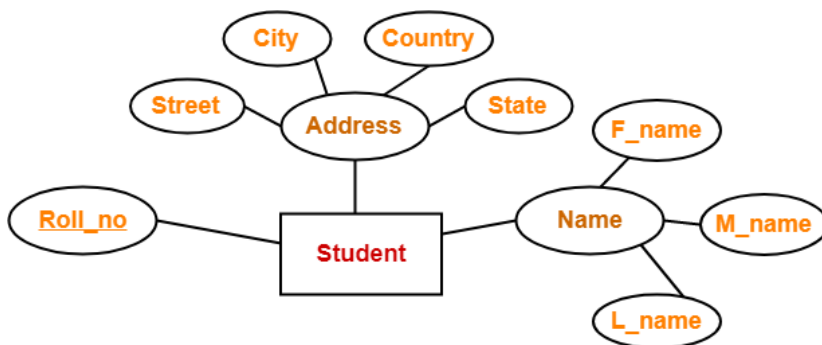 City
Country
Street
Address
State
F_name
Roll_no
Student
Name
M_name
L_name